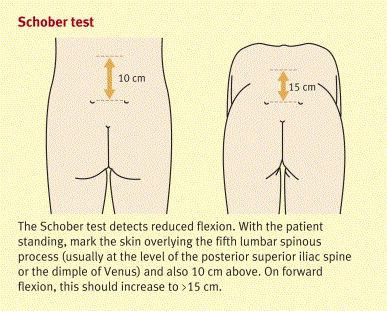 Schober test
10 cm
15 cm
The Schober test detects reduced flexion. With the patient
standing, mark the skin overlying the fifth lumbar spinous
process (usually at the level of the posterior superior iliac spine
or the dimple of Venus) and also 10 cm above. On forward
flexion, this should increase to >15 cm.